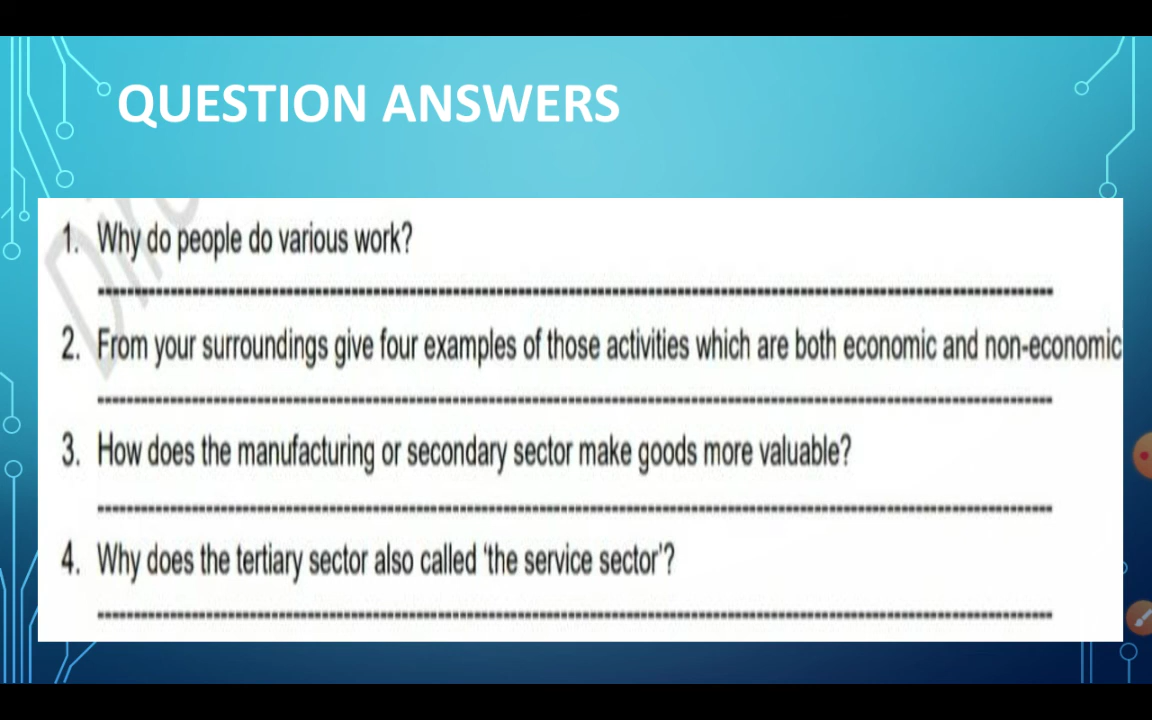 QUESTION ANSWERS
1. Why do people do various work?
2. From your surroundings give four examples of those activities which are both economic and non-economic
3. How does the manufacturing or secondary sector make goods more valuable?
4. Why does the tertiary sector also called 'the service sector'?